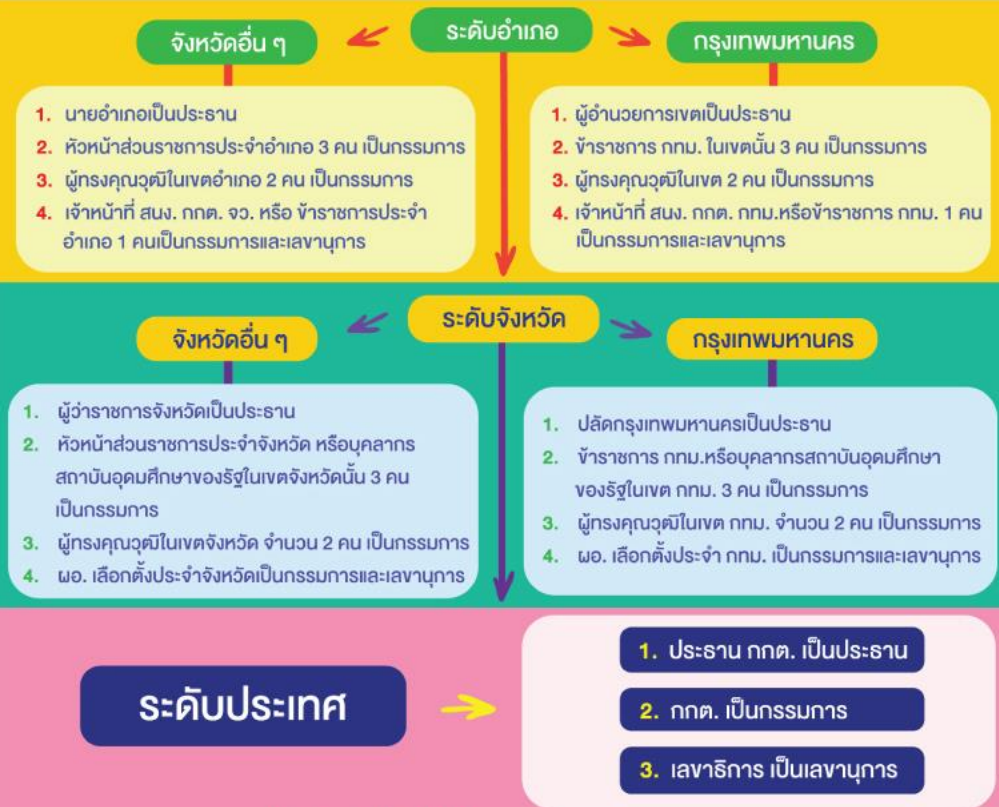 ระดับอำเภอ
จังหวัดอื่น ๆ
1. นายอำเภอเป็นประธาน
2. หัวหน้าส่วนราชการประจำอำเภอ 3 คน เป็นกรรมการ
3. ผู้ทรงคุณวุฒิในเขตอำเภอ 2 คน เป็นกรรมการ
4. เจ้าหน้าที่ สนง. กกต. จว. หรือ ข้าราชการประจำ
อำเภอ 1 คนเป็นกรรมการและเลขานุการ
กรุงเทพมหานคร
1. ผู้อำนวยการเขตเป็นประธาน
2. ข้าราชการ กทม. ในเขตนั้น 3 คน เป็นกรรมการ
3. ผู้ทรงคุณวุฒิในเขต 2 คน เป็นกรรมการ
4. เจ้าหน้าที่ สนง. กกต. กทม.หรือข้าราชการ กทม. 1 คน
เป็นกรรมการและเลขานุการ
ระดับจังหวัด
จังหวัดอื่น ๆ
1. ผู้ว่าราชการจังหวัดเป็นประธาน
2. หัวหน้าส่วนราชการประจำจังหวัด หรือบุคลากร
สถาบันอุดมศึกษาของรัฐในเขตจังหวัดนั้น 3 คน
เป็นกรรมการ
3. ผู้ทรงคุณวุฒิในเขตจังหวัด จำนวน 2 คน เป็นกรรมการ
4. ผอ. เลือกตั้งประจำจังหวัดเป็นกรรมการและเลขานุการ
กรุงเทพมหานคร
1. ปลัดกรุงเทพมหานครเป็นประธาน
2. ข้าราชการ กทม.หรือบุคลากรสถาบันอุดมศึกษา
ของรัฐในเขต กทม. 3 คน เป็นกรรมการ
3. ผู้ทรงคุณวุฒิในเขต กทม. จำนวน 2 คน เป็นกรรมการ
4. ผอ. เลือกตั้งประจำ กทม. เป็นกรรมการและเลขานุการ
ระดับประเทศ
1. ประธาน กกต. เป็นประธาน
2. กกต. เป็นกรรมการ
3. เลขาธิการ เป็นเลขานุการ